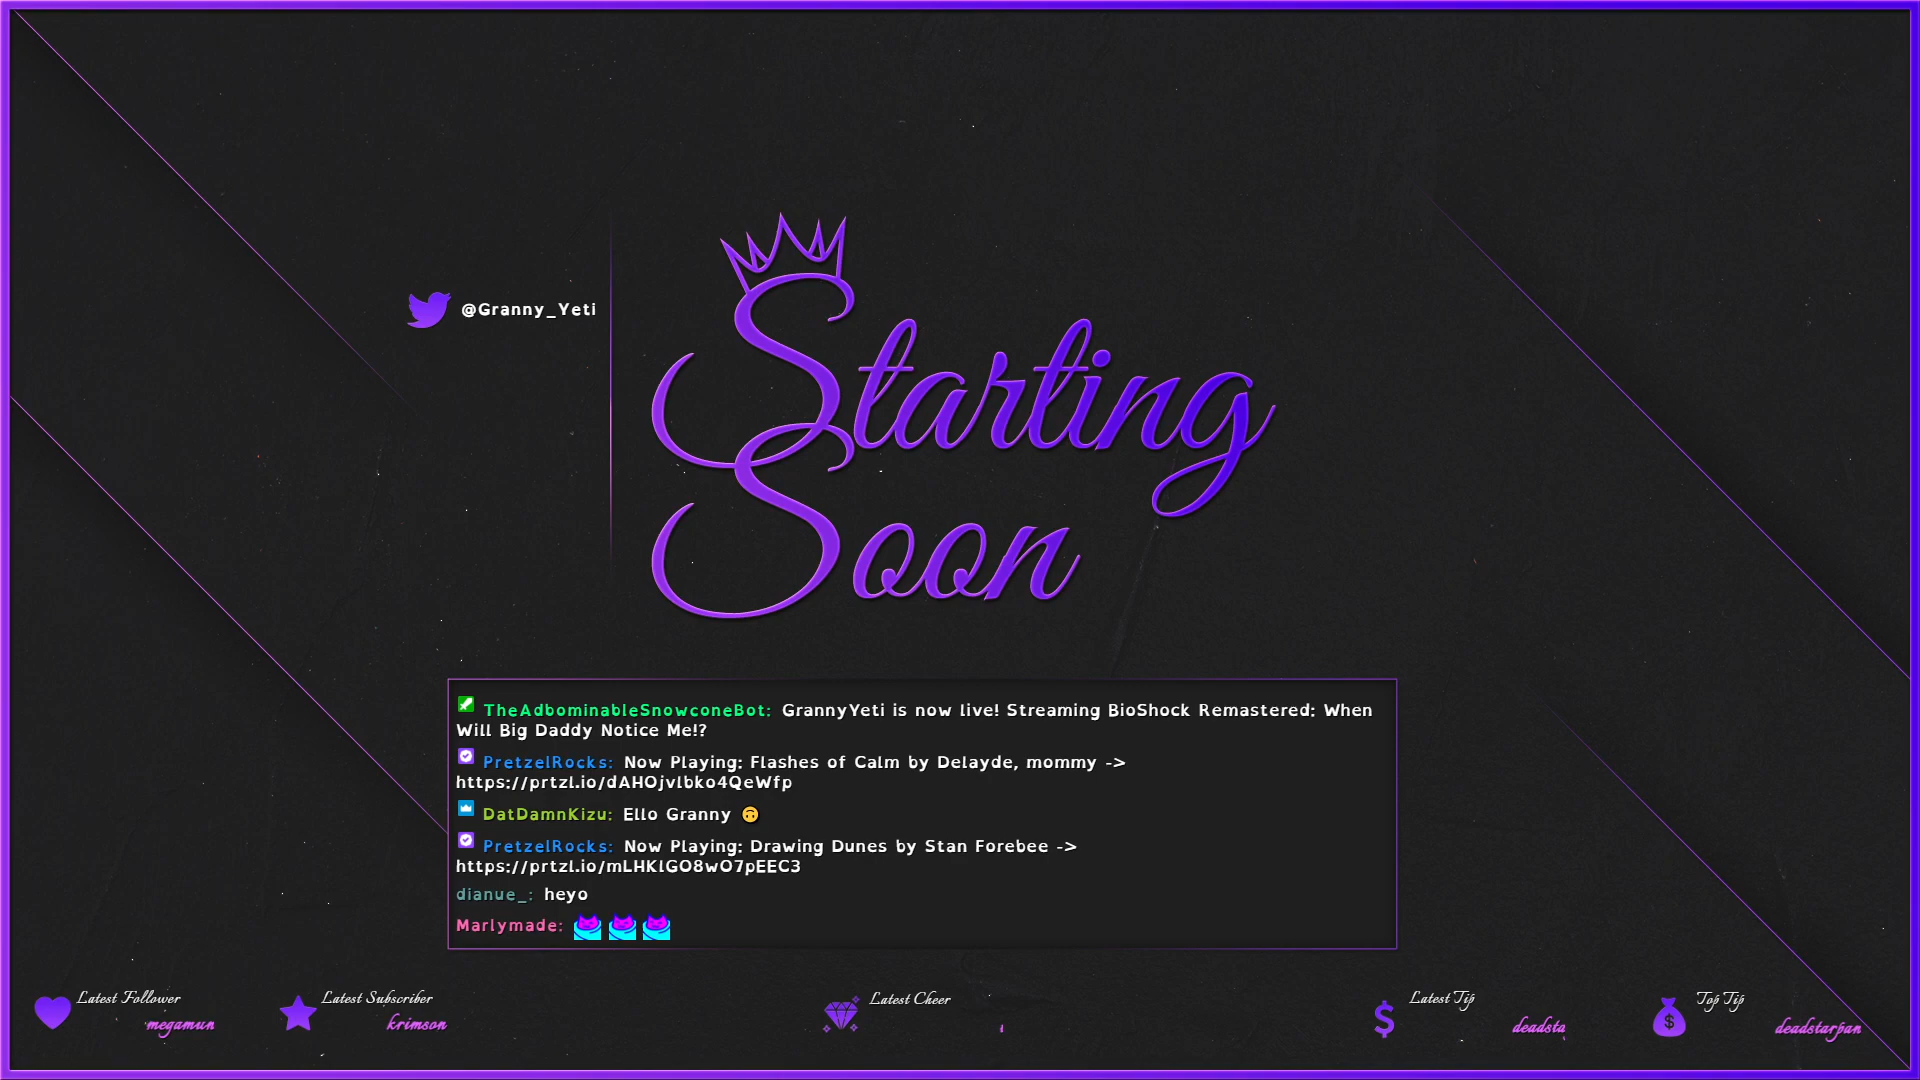 @Granny_Yeti
Starting
Soon
TheAdbominableSnowconeBot: GrannyYeti is now live! Streaming BioShock Remastered: When
Will Big Daddy Notice Me!?
PretzelRocks: Now Playing: Flashes of Calm by Delayde, mommy ->
https://prtzl.io/dAHOjvlbko4QeWfp
DatDamnKizu: Ello Granny 🙃
PretzelRocks: Now Playing: Drawing Dunes by Stan Forebee ->
https://prtzl.io/mLHKlGO8wO7pEEC3
dianue_: heyo
Marlymade:
Latest Follower
megamun
Latest Subscriber
krimson
Latest Cheer
Latest Tip
deadsta
Top Tip
deadstarpan